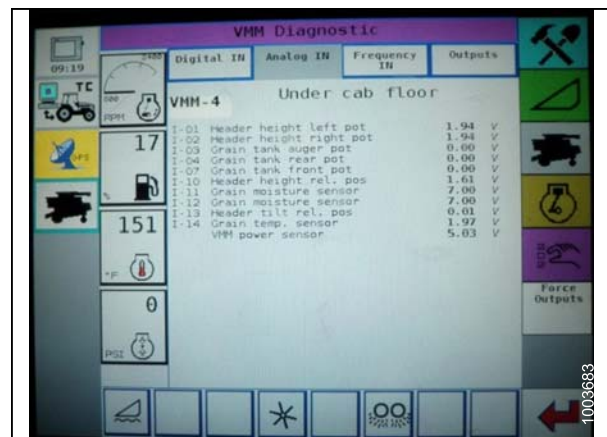 VMM Diagnostic
09:19
TC
GPS
2400
600
RPM
17
%
151
°F
0
PSI
Digital IN
Analog IN
Frequency
IN
Outputs
VMM-4
Under cab floor
I-01 Header height left pot 1.94 V
I-02 Header height right pot 1.94 V
I-03 Grain tank auger pot 0.00 V
I-04 Grain tank rear pot 0.00 V
I-07 Grain tank front pot 0.00 V
I-10 Header height rel. pos 1.61 V
I-11 Grain moisture sensor 7.00 V
I-12 Grain moisture sensor 7.00 V
I-13 Header tilt rel. pos 0.01 V
I-14 Grain temp. sensor 1.97 V
VMM power sensor 5.03 V
Force
Outputs
1003683